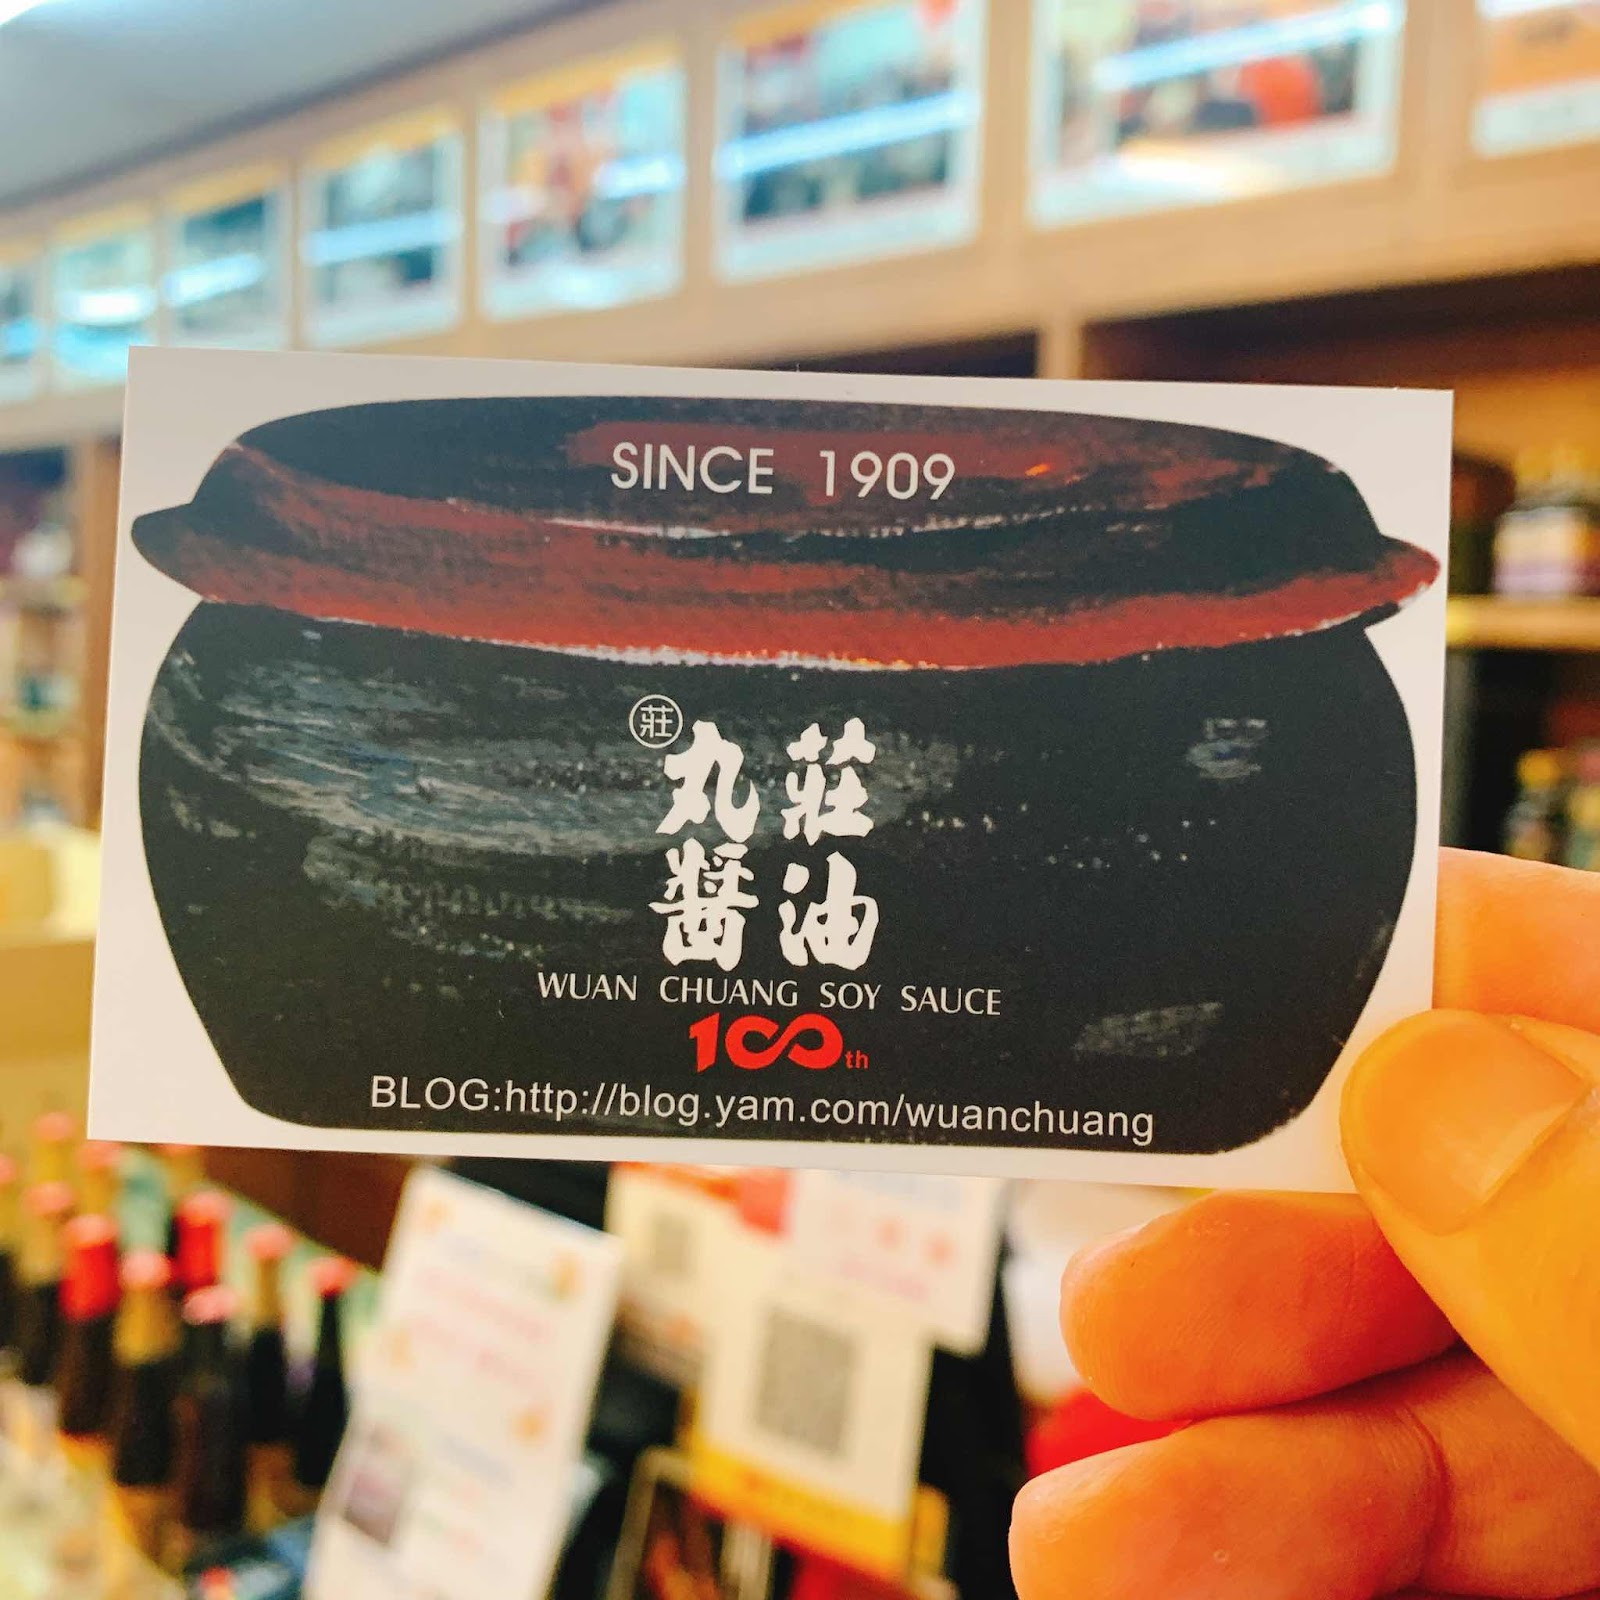 SINCE 1909
莊
丸莊
醬油
WUAN CHUANG SOY SAUCE
100th
BLOG:http://blog.yam.com/wuanchuang